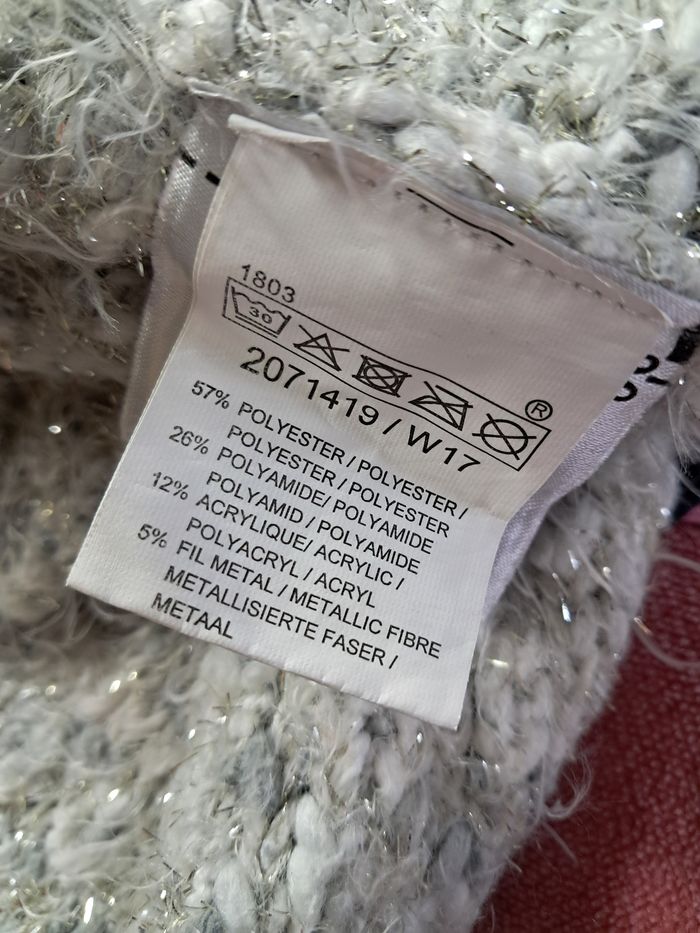 1803
30
®
2071419 / W17
57% POLYESTER / POLYESTER /
POLYESTER / POLYESTER
26% POLYAMIDE/ POLYAMIDE
POLYAMID / POLYAMIDE
12% ACRYLIQUE/ ACRYLIC /
POLYACRYL / ACRYL
5% FIL METAL / METALLIC FIBRE
METALLISIERTE FASER /
METAAL